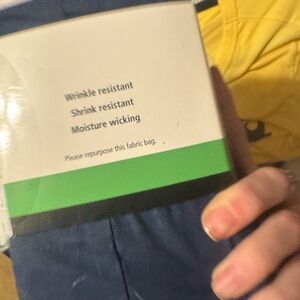 Wrinkle resistant
Shrink resistant
Moisture wicking
Please repurpose this fabric bag.